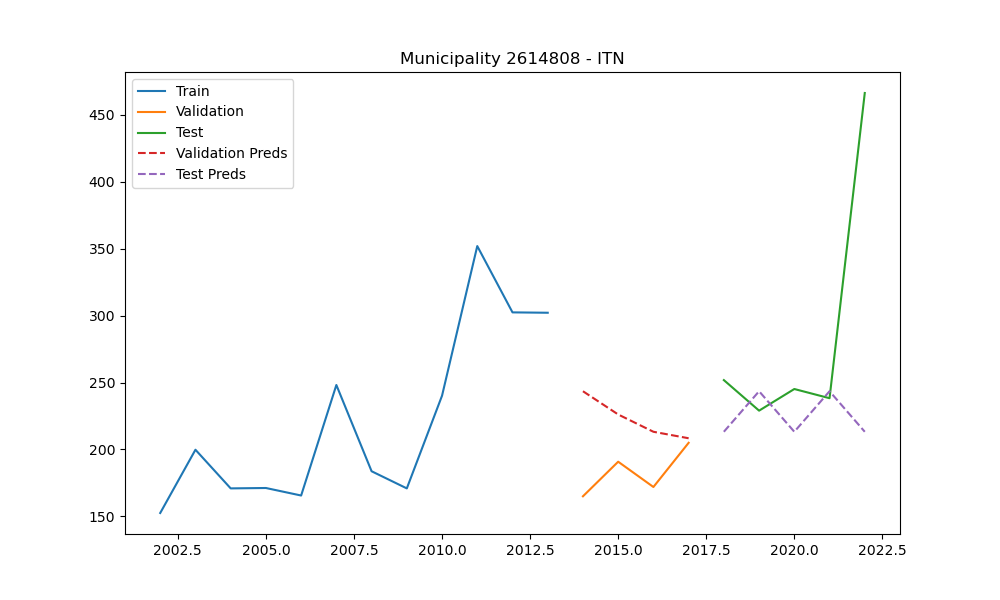 Municipality 2614808 - ITN
Train
Validation
Test
Validation Preds
Test Preds
450
400
350
300
250
200
150
2002.5 2005.0 2007.5 2010.0 2012.5 2015.0 2017.5 2020.0 2022.5